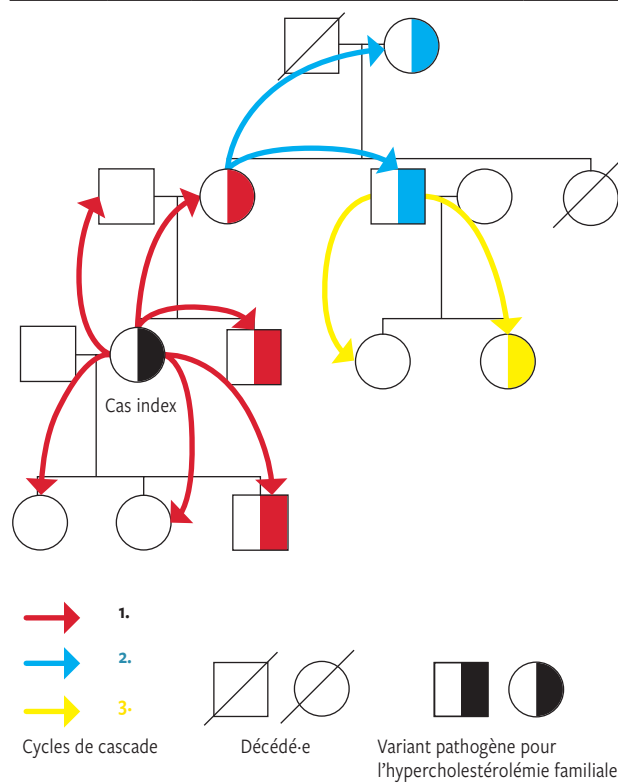 Cas index
1.
2.
3.
Cycles de cascade
Décédé·e
Variant pathogène pour
l'hypercholestérolémie familiale